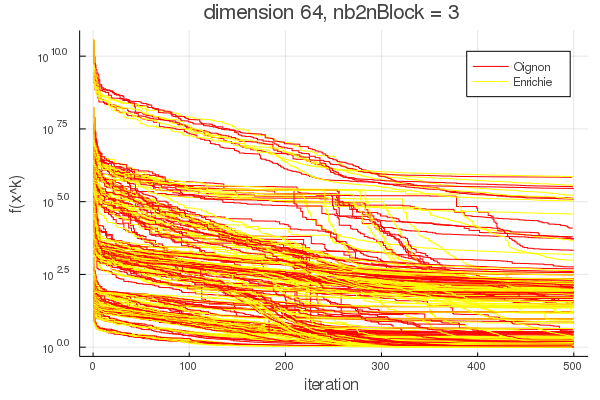 dimension 64, nb2nBlock = 3
Oignon
Enrichie
f(x^k)
10^10.0
10^7.5
10^5.0
10^2.5
10^0.0
0 100 200 300 400 500
iteration